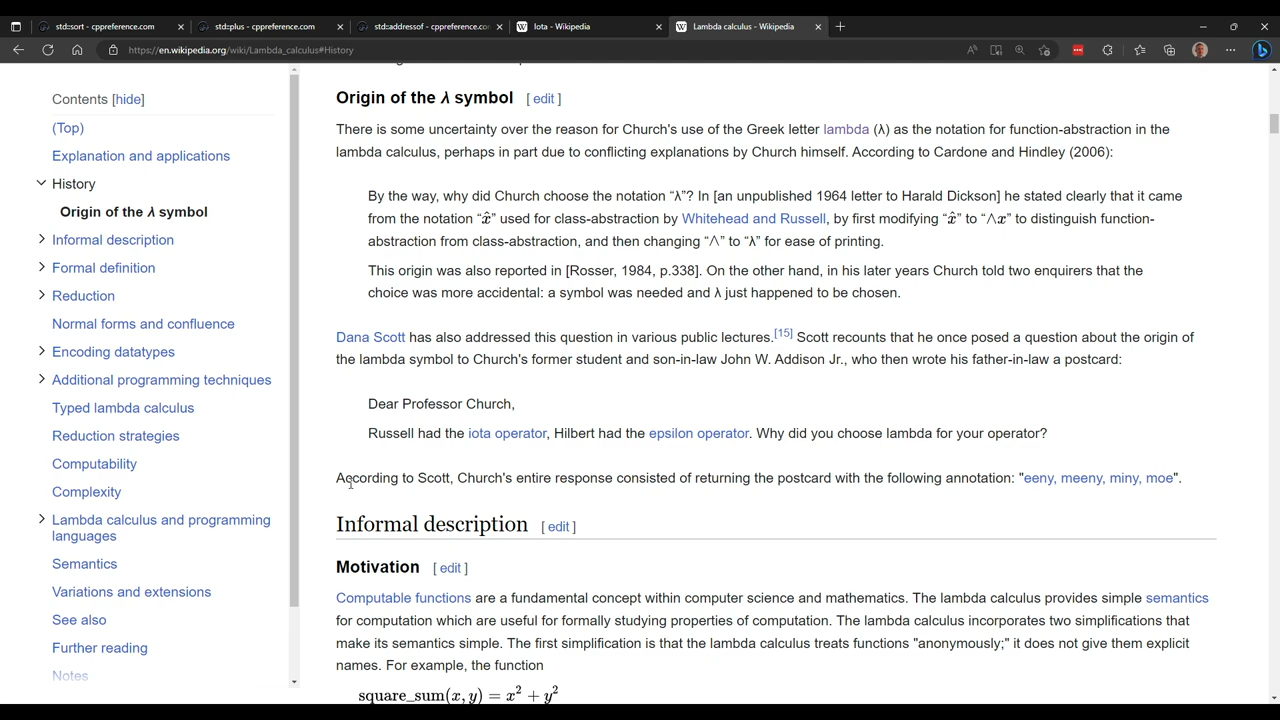 std::sort - cppreference.com
std::plus - cppreference.com
std::addressof - cppreference.co
Iota - Wikipedia
Lambda calculus - Wikipedia
https://en.wikipedia.org/wiki/Lambda_calculus#History
Contents [hide]
(Top)
Explanation and applications
History
Origin of the λ symbol
Informal description
Formal definition
Reduction
Normal forms and confluence
Encoding datatypes
Additional programming techniques
Typed lambda calculus
Reduction strategies
Computability
Complexity
Lambda calculus and programming
languages
Semantics
Variations and extensions
See also
Further reading
Notes
Origin of the λ symbol [ edit ]
There is some uncertainty over the reason for Church's use of the Greek letter lambda (λ) as the notation for function-abstraction in the
lambda calculus, perhaps in part due to conflicting explanations by Church himself. According to Cardone and Hindley (2006):
By the way, why did Church choose the notation “λ”? In [an unpublished 1964 letter to Harald Dickson] he stated clearly that it came
from the notation “x̂” used for class-abstraction by Whitehead and Russell, by first modifying “x̂” to “∧x” to distinguish function-
abstraction from class-abstraction, and then changing “∧” to “λ” for ease of printing.
This origin was also reported in [Rosser, 1984, p.338]. On the other hand, in his later years Church told two enquirers that the
choice was more accidental: a symbol was needed and λ just happened to be chosen.
Dana Scott has also addressed this question in various public lectures.[15] Scott recounts that he once posed a question about the origin of
the lambda symbol to Church's former student and son-in-law John W. Addison Jr., who then wrote his father-in-law a postcard:
Dear Professor Church,
Russell had the iota operator, Hilbert had the epsilon operator. Why did you choose lambda for your operator?
According to Scott, Church's entire response consisted of returning the postcard with the following annotation: "eeny, meeny, miny, moe".
Informal description [ edit ]
Motivation [ edit ]
Computable functions are a fundamental concept within computer science and mathematics. The lambda calculus provides simple semantics
for computation which are useful for formally studying properties of computation. The lambda calculus incorporates two simplifications that
make its semantics simple. The first simplification is that the lambda calculus treats functions "anonymously;" it does not give them explicit
names. For example, the function
square_sum(x, y) = x² + y²